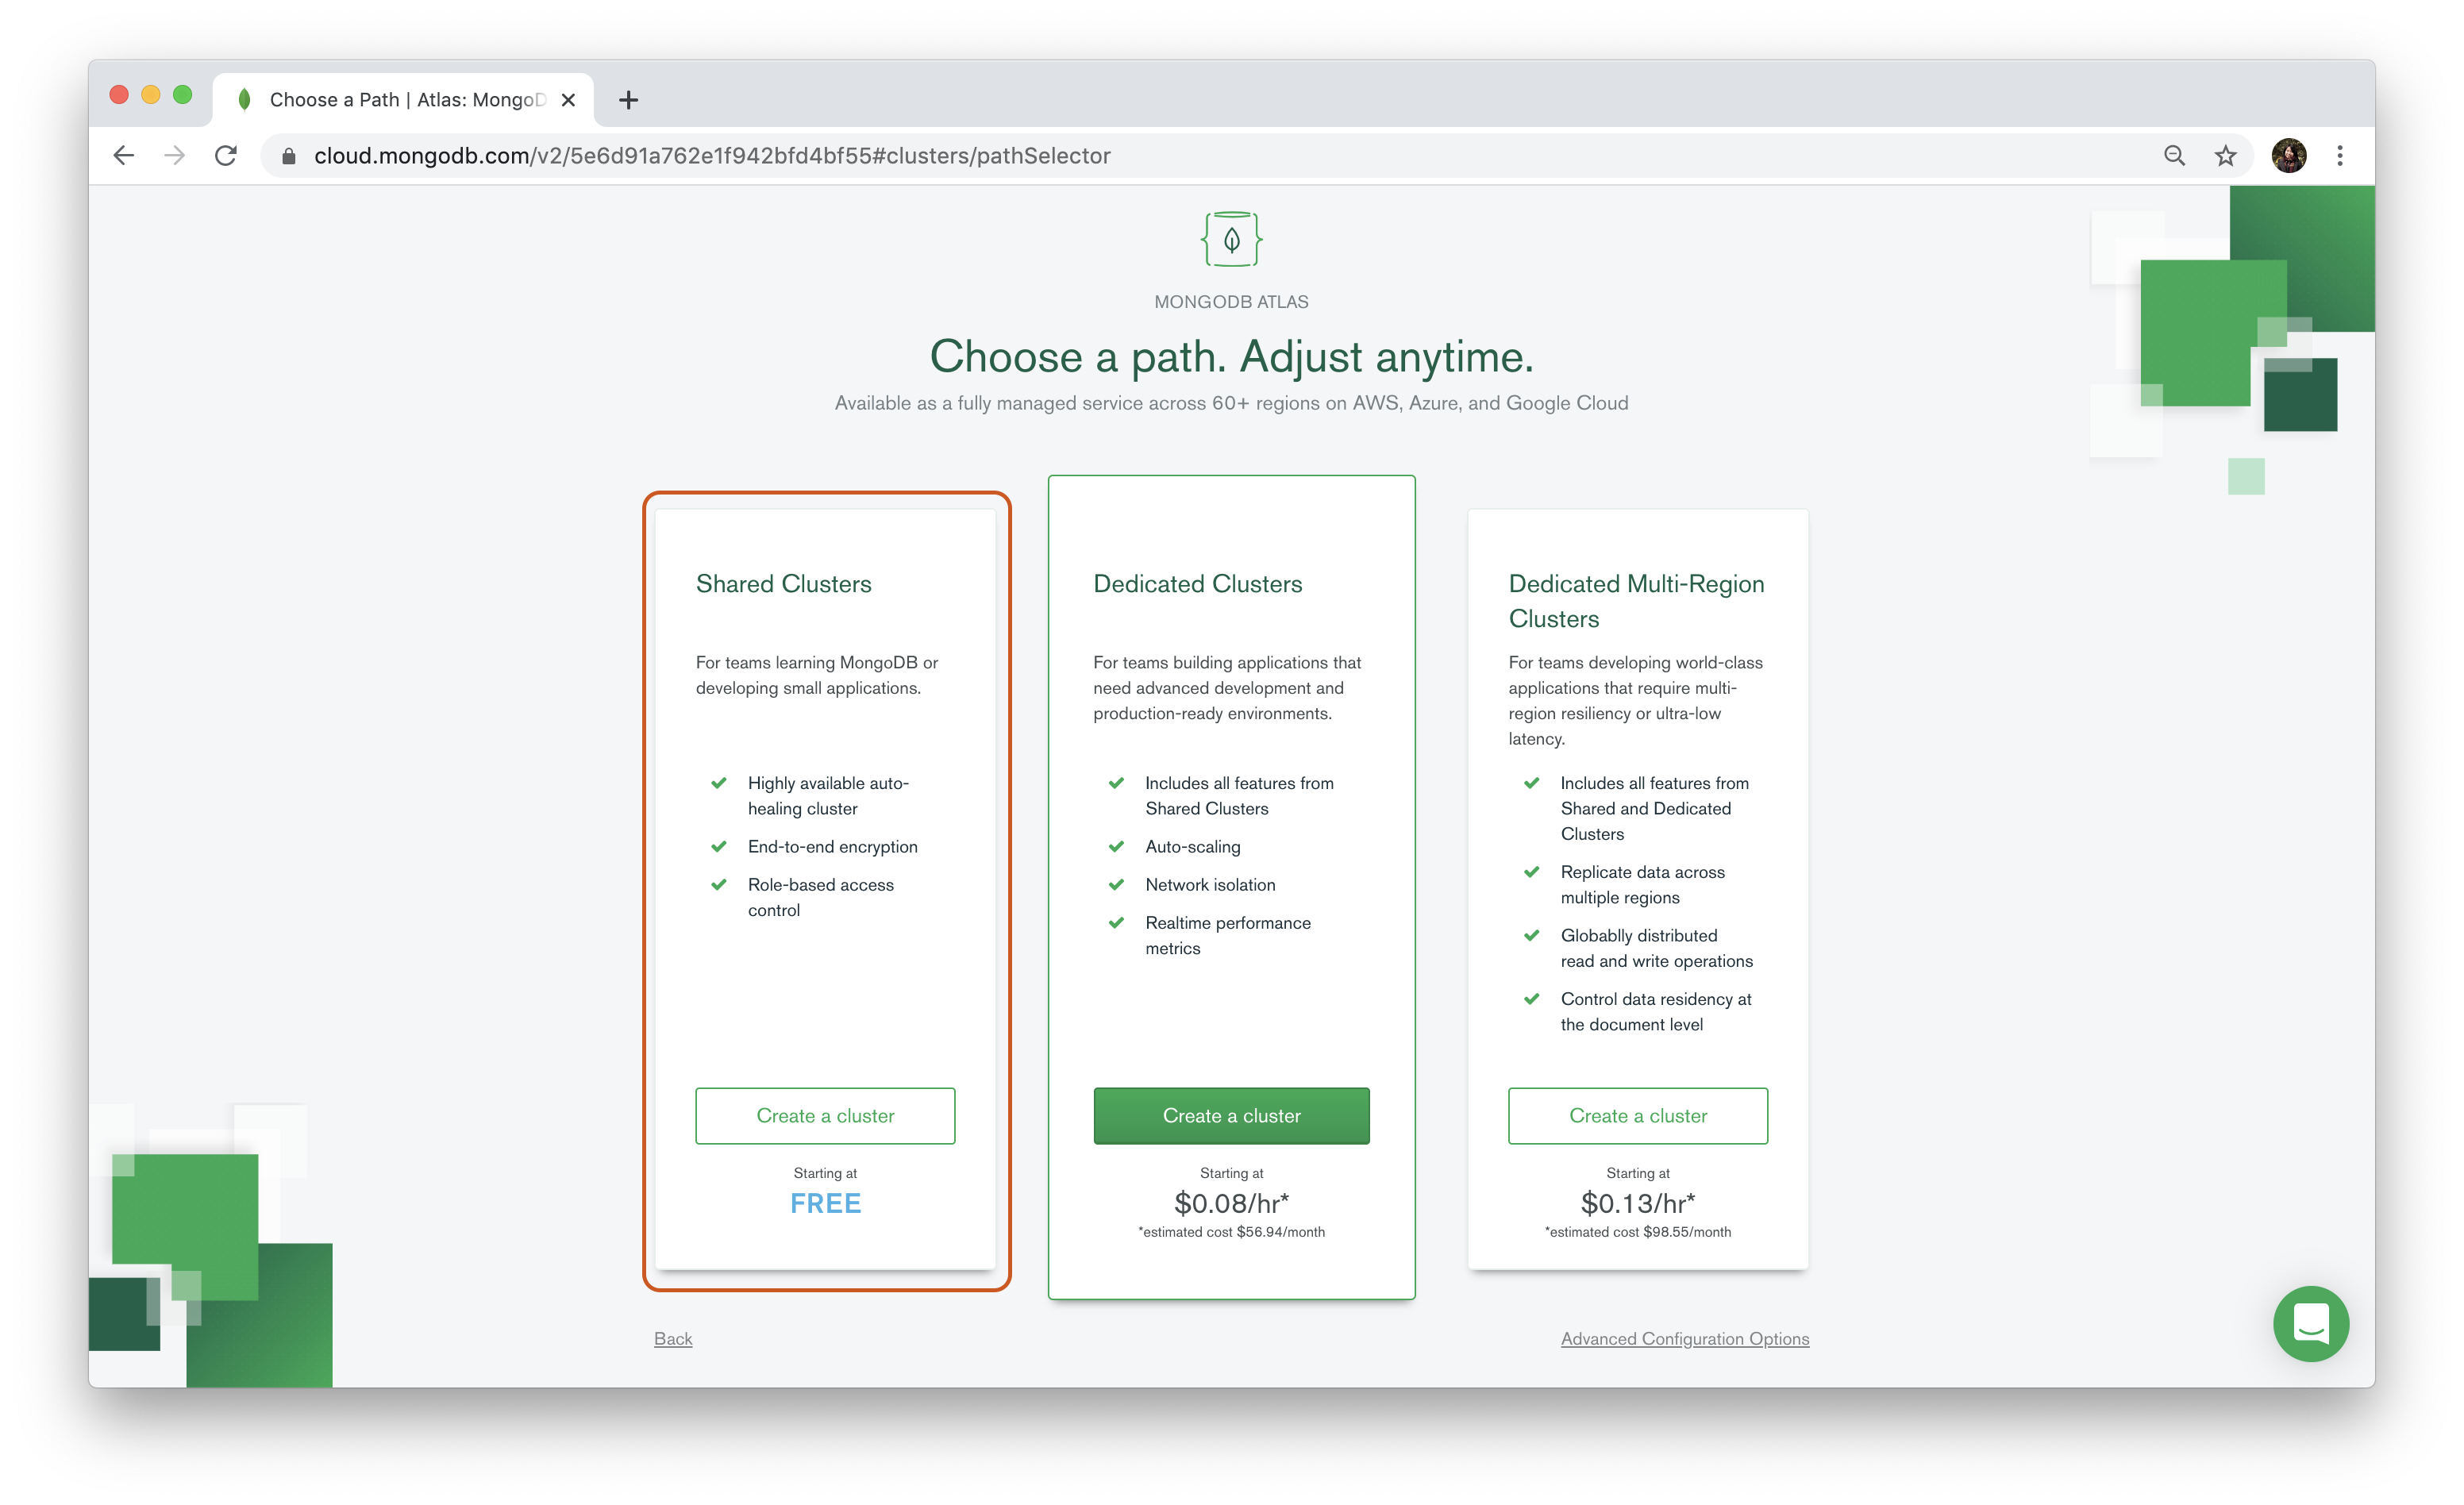 Choose a Path | Atlas: MongoD
cloud.mongodb.com/v2/5e6d91a762e1f942bfd4bf55#clusters/pathSelector
MONGODB ATLAS
Choose a path. Adjust anytime.
Available as a fully managed service across 60+ regions on AWS, Azure, and Google Cloud
Shared Clusters
For teams learning MongoDB or
developing small applications.
Highly available auto-
healing cluster
End-to-end encryption
Role-based access
control
Create a cluster
Starting at
FREE
Dedicated Clusters
For teams building applications that
need advanced development and
production-ready environments.
Includes all features from
Shared Clusters
Auto-scaling
Network isolation
Realtime performance
metrics
Create a cluster
Starting at
$0.08/hr*
*estimated cost $56.94/month
Dedicated Multi-Region
Clusters
For teams developing world-class
applications that require multi-
region resiliency or ultra-low
latency.
Includes all features from
Shared and Dedicated
Clusters
Replicate data across
multiple regions
Globablly distributed
read and write operations
Control data residency at
the document level
Create a cluster
Starting at
$0.13/hr*
*estimated cost $98.55/month
Back
Advanced Configuration Options